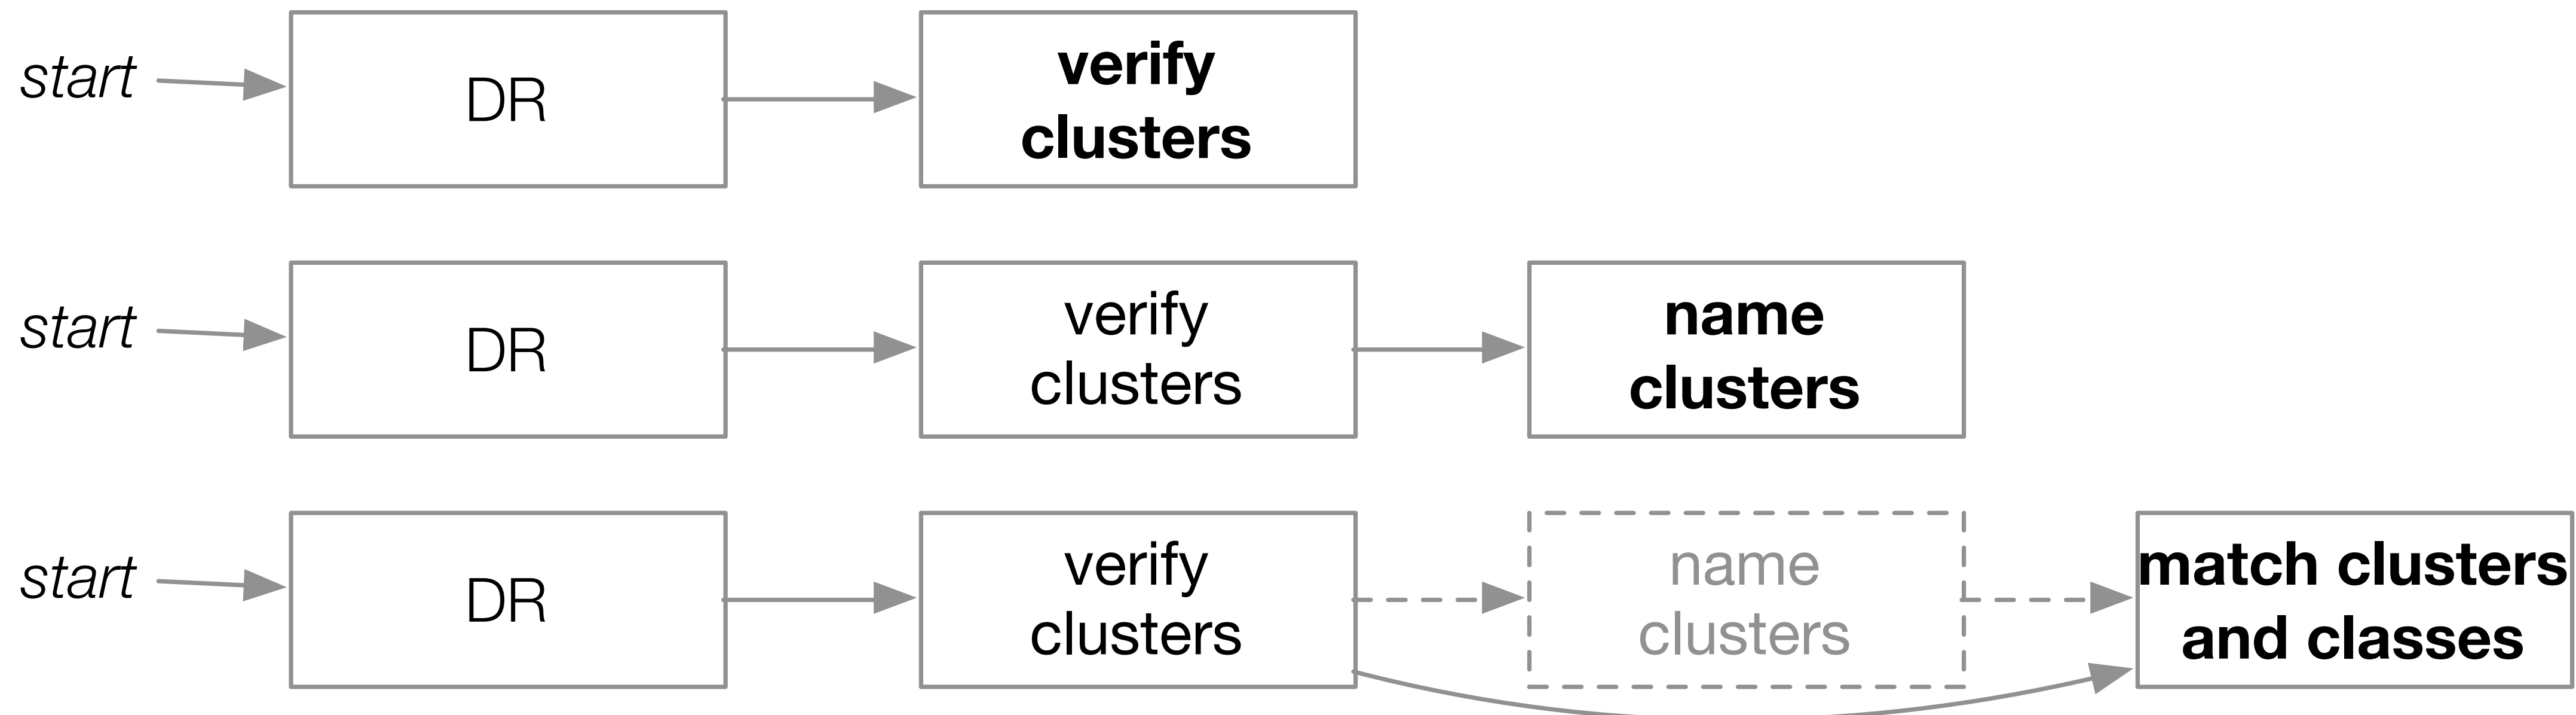 start
DR
verify
clusters
start
DR
verify
clusters
name
clusters
start
DR
verify
clusters
name
clusters
match clusters
and classes